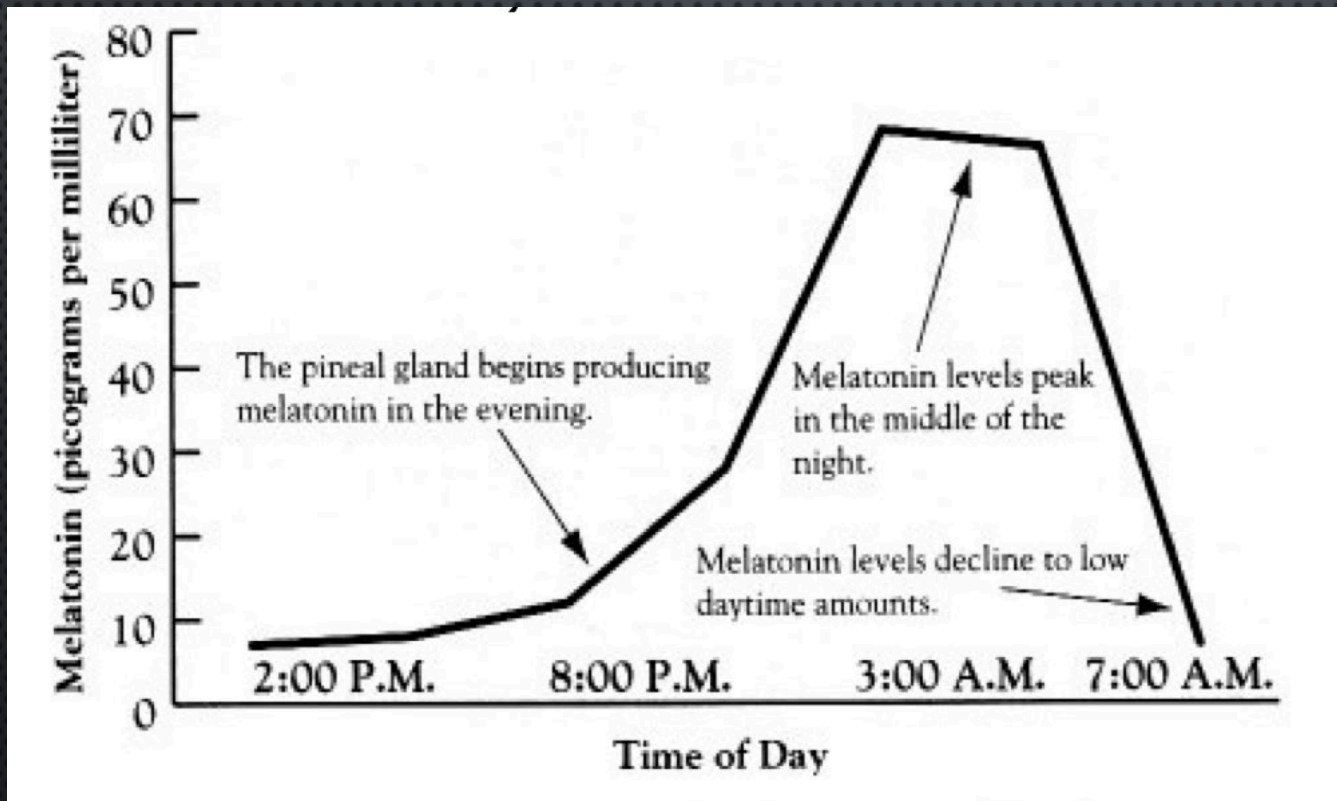 80
70
60
50
40
30
20
10
0
Melatonin (picograms per milliliter)
The pineal gland begins producing
melatonin in the evening.
Melatonin levels peak
in the middle of the
night.
Melatonin levels decline to low
daytime amounts.
2:00 P.M. 8:00 P.M. 3:00 A.M. 7:00 A.M.
Time of Day